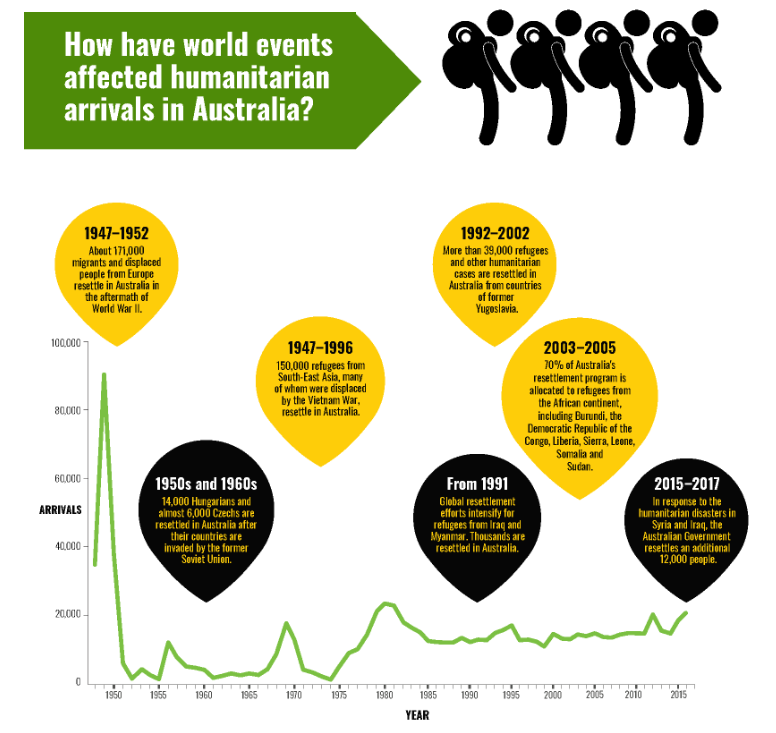 How have world events
affected humanitarian
arrivals in Australia?
1947–1952
About 171,000
migrants and displaced
people from Europe
resettle in Australia in
the aftermath of
World War II.
1992–2002
More than 39,000 refugees
and other humanitarian
cases are resettled in
Australia from countries
of former
Yugoslavia.
1947–1996
150,000 refugees from
South-East Asia, many
of whom were displaced
by the Vietnam War,
resettle in Australia.
2003–2005
70% of Australia's
resettlement program is
allocated to refugees from
the African continent,
including Burundi, the
Democratic Republic of the
Congo, Liberia, Sierra, Leone,
Somalia and
Sudan.
1950s and 1960s
14,000 Hungarians and
almost 6,000 Czechs are
resettled in Australia after
their countries are
invaded by the former
Soviet Union.
From 1991
Global resettlement
efforts intensify for
refugees from Iraq and
Myanmar. Thousands are
resettled in Australia.
2015–2017
In response to the
humanitarian disasters in
Syria and Iraq, the
Australian Government
resettles an additional
12,000 people.
100,000
80,000
60,000
ARRIVALS
40,000
20,000
0
1950 1955 1960 1965 1970 1975 1980 1985 1990 1995 2000 2005 2010 2015
YEAR